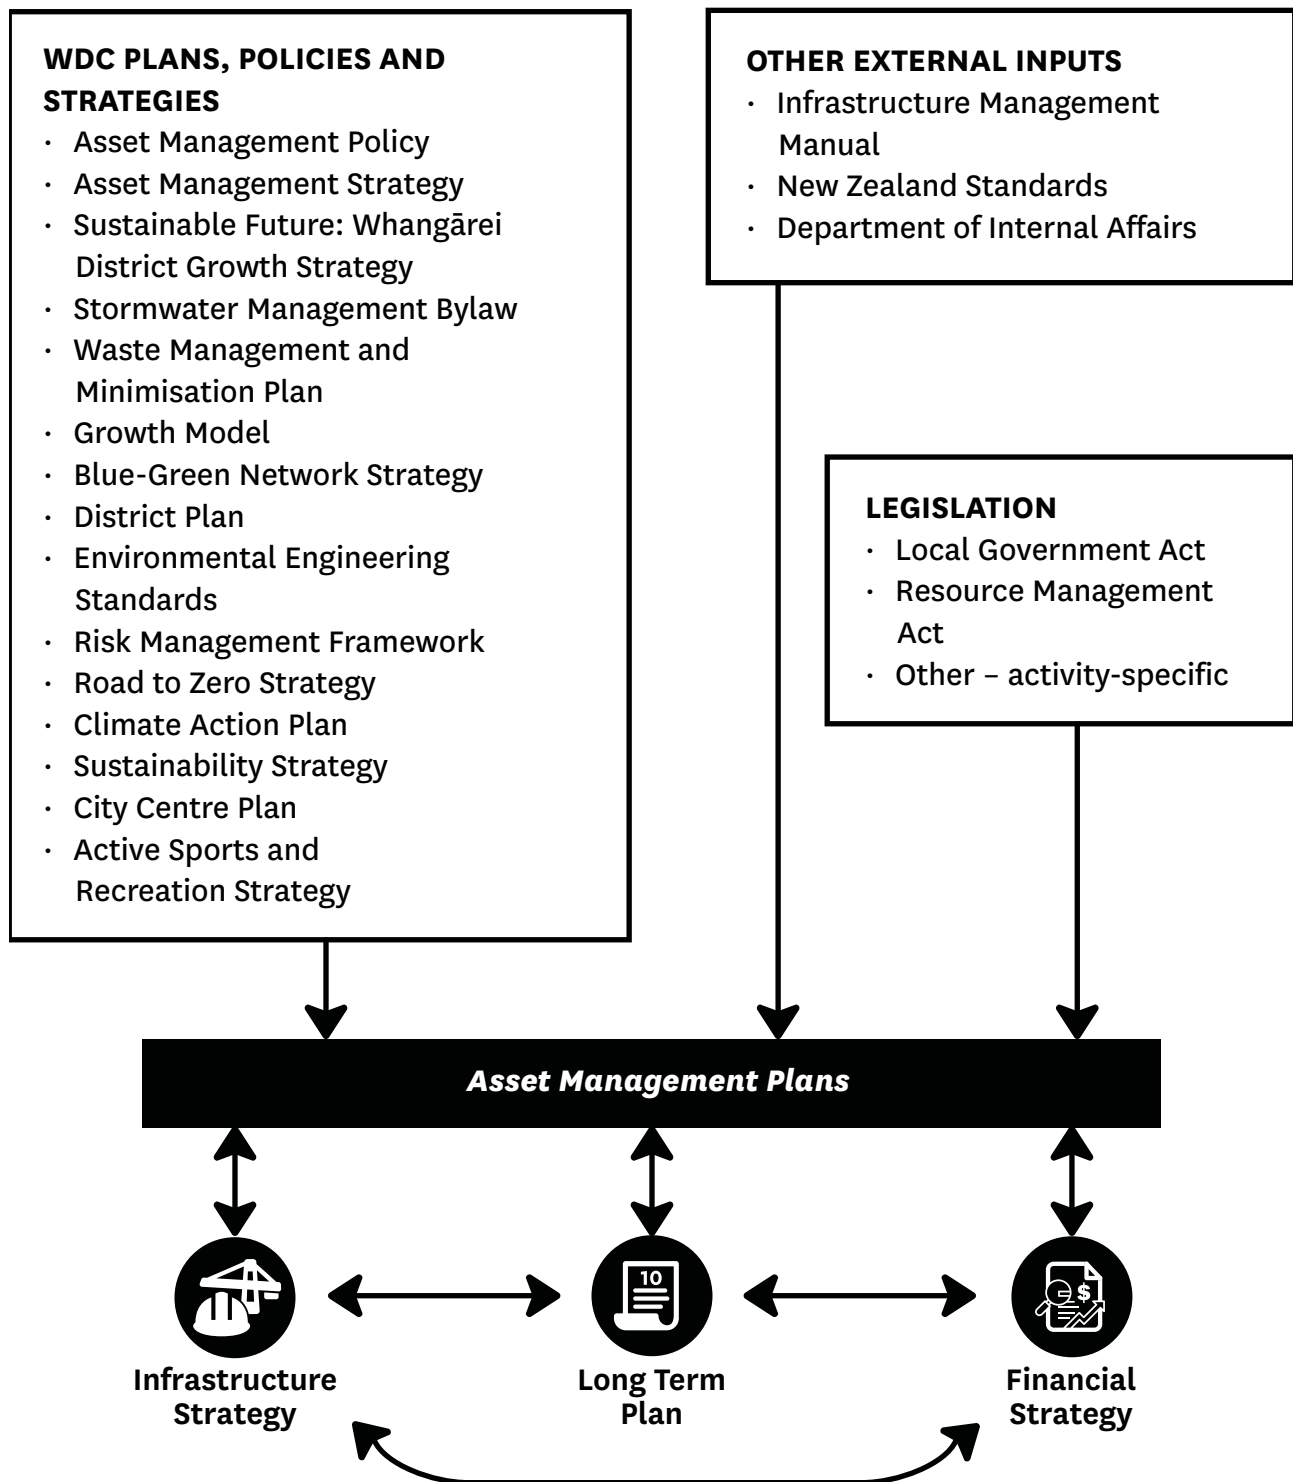 WDC PLANS, POLICIES AND
STRATEGIES
· Asset Management Policy
· Asset Management Strategy
· Sustainable Future: Whangārei
District Growth Strategy
· Stormwater Management Bylaw
· Waste Management and
Minimisation Plan
· Growth Model
· Blue-Green Network Strategy
· District Plan
· Environmental Engineering
Standards
· Risk Management Framework
· Road to Zero Strategy
· Climate Action Plan
· Sustainability Strategy
· City Centre Plan
· Active Sports and
Recreation Strategy
OTHER EXTERNAL INPUTS
· Infrastructure Management
Manual
· New Zealand Standards
· Department of Internal Affairs
LEGISLATION
· Local Government Act
· Resource Management
Act
· Other – activity-specific
Asset Management Plans
10
$
Infrastructure
Strategy
Long Term
Plan
Financial
Strategy